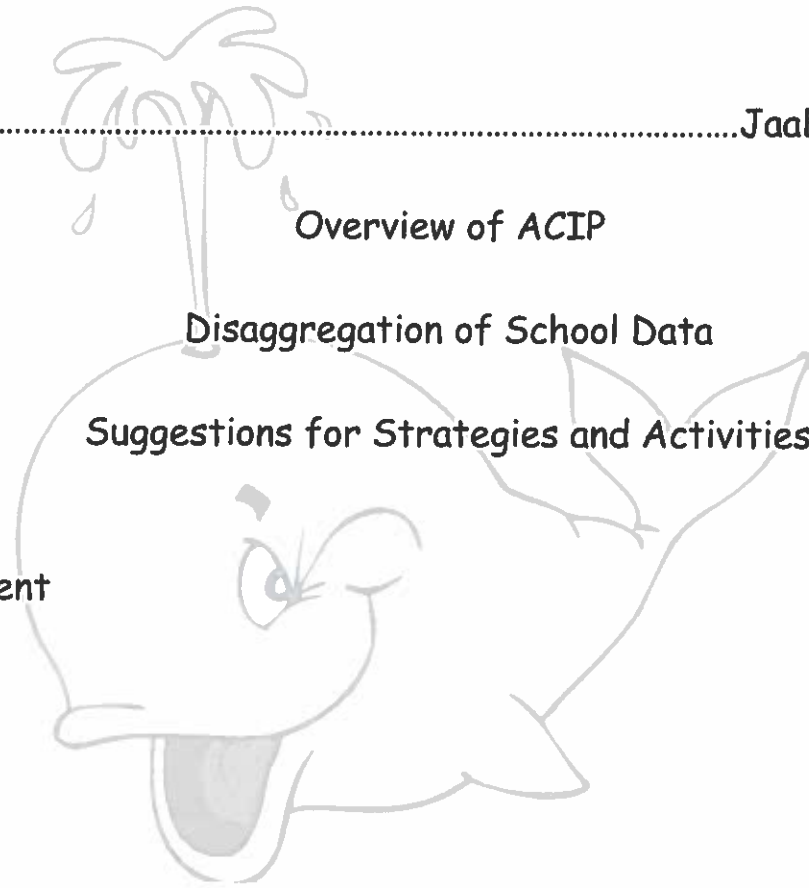 ....................................................................................Jaal
Overview of ACIP
Disaggregation of School Data
Suggestions for Strategies and Activities
ent